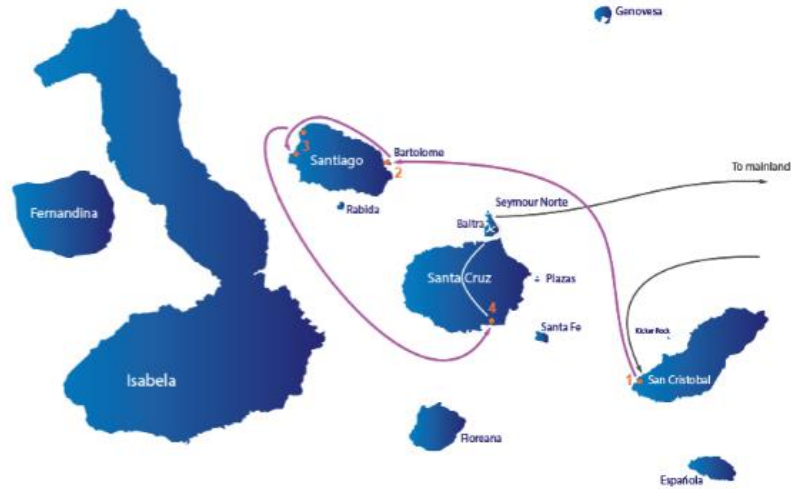 Genovesa
Bartolome
3
Santiago
2
To mainland
Seymour Norte
Rabida
Fernandina
Baltra
Santa Cruz
Plazas
4
Santa Fe
Kicker Rock
1
San Cristobal
Isabela
Floreana
Española